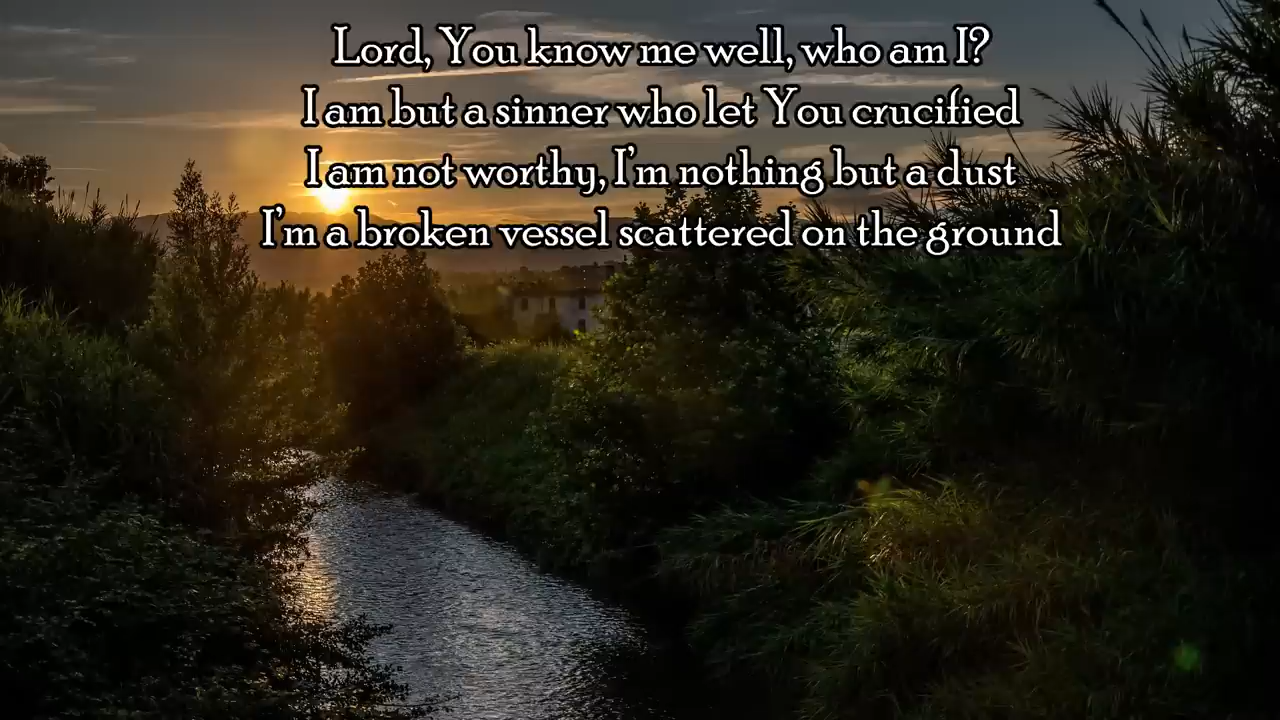 Lord, You know me well, who am I?
I am but a sinner who let You crucified
I am not worthy, I'm nothing but a dust
I'm a broken vessel scattered on the ground